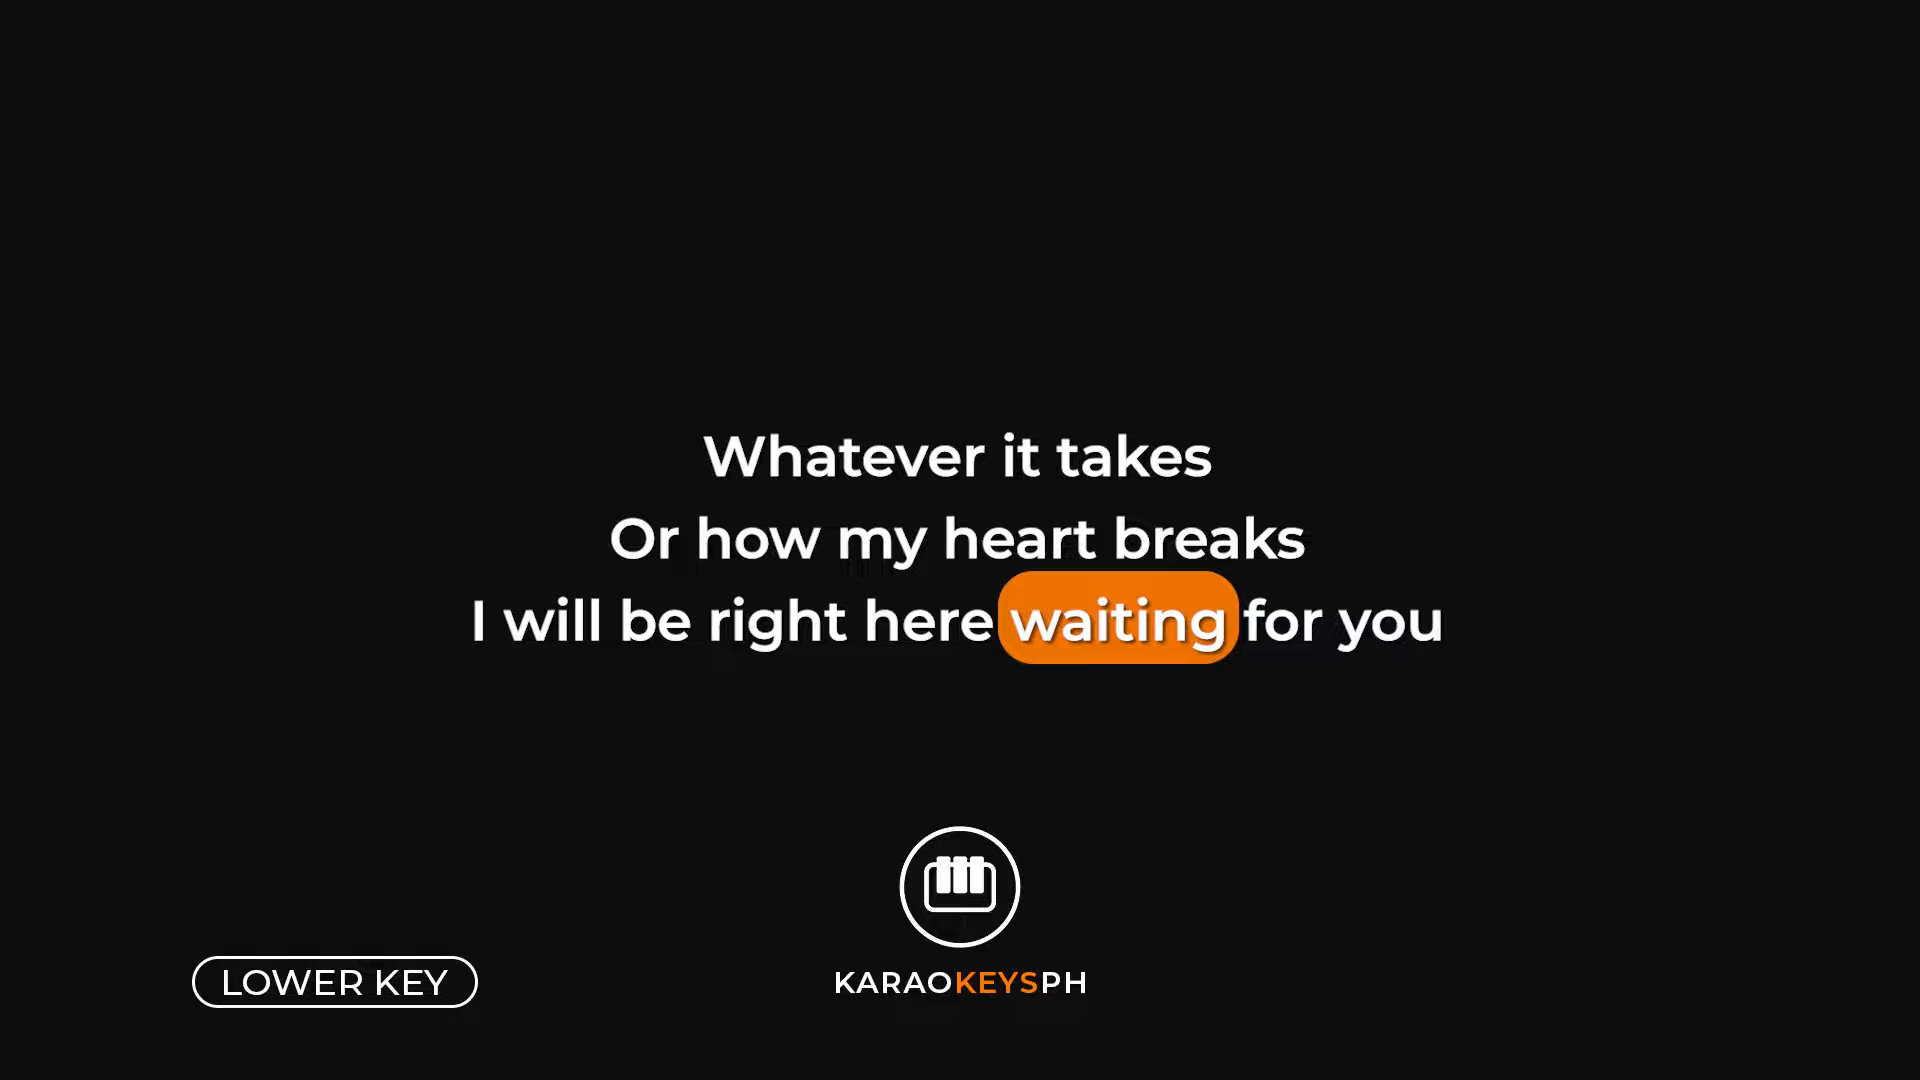 Whatever it takes
Or how my heart breaks
I will be right here waiting for you
LOWER KEY
KARAOKEYSPH